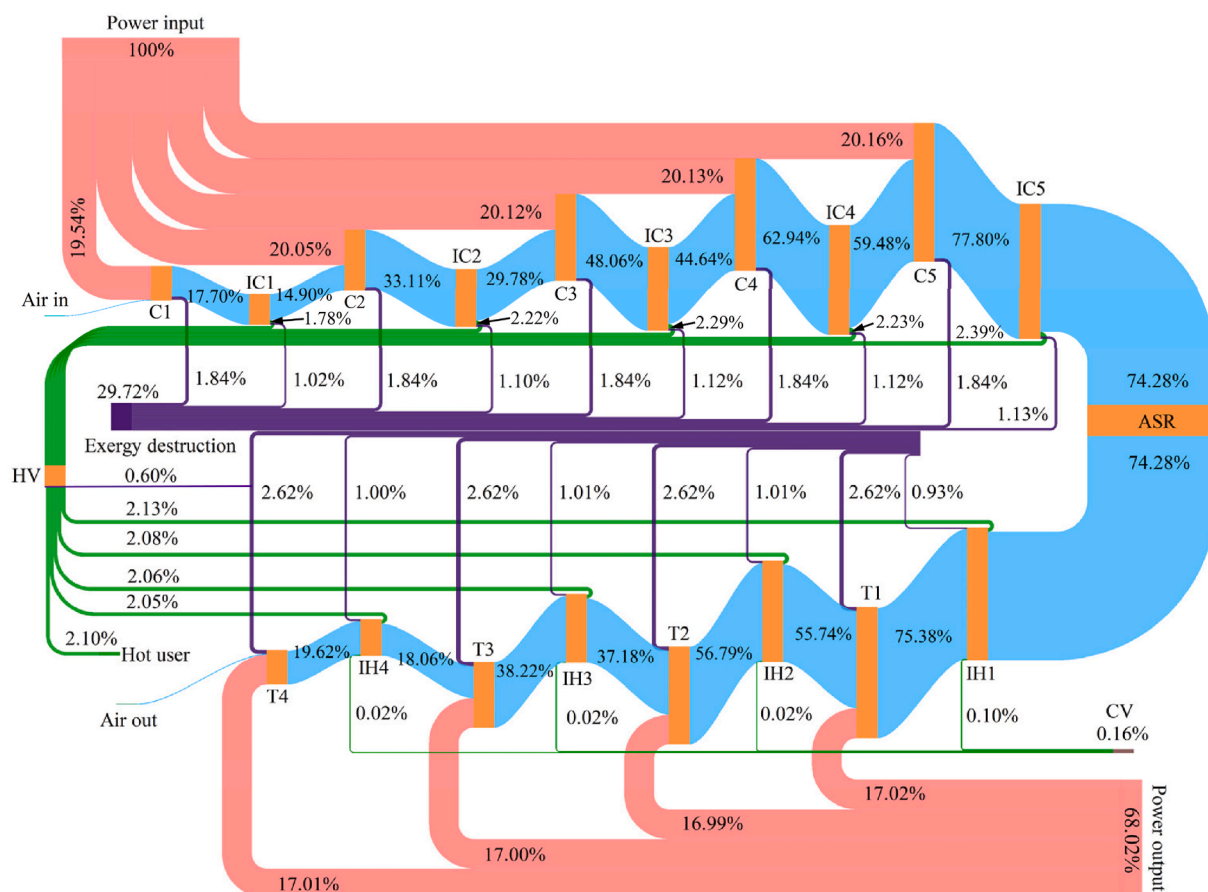 Power input
100%
19.54%
20.05%
20.12%
20.13%
20.16%
IC5
IC4
IC3
IC2
IC1
Air in
C1
17.70%
14.90%
C2
33.11%
29.78%
C3
48.06%
44.64%
C4
62.94%
59.48%
C5
77.80%
1.78%
2.22%
2.29%
2.23%
2.39%
29.72%
1.84%
1.02%
1.84%
1.10%
1.84%
1.12%
1.84%
1.12%
1.84%
1.13%
74.28%
ASR
74.28%
Exergy destruction
HV
0.60%
2.62%
1.00%
2.62%
1.01%
2.62%
1.01%
2.62%
0.93%
2.13%
2.08%
2.06%
2.05%
2.10%
Hot user
Air out
T4
19.62%
IH4
18.06%
T3
38.22%
IH3
37.18%
T2
56.79%
IH2
55.74%
T1
75.38%
IH1
0.02%
0.02%
0.02%
0.10%
CV
0.16%
17.02%
16.99%
17.00%
17.01%
68.02%
Power output